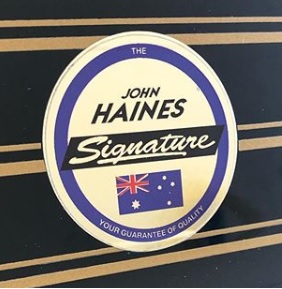 THE
JOHN
HAINES
Signature
YOUR GUARANTEE OF QUALITY